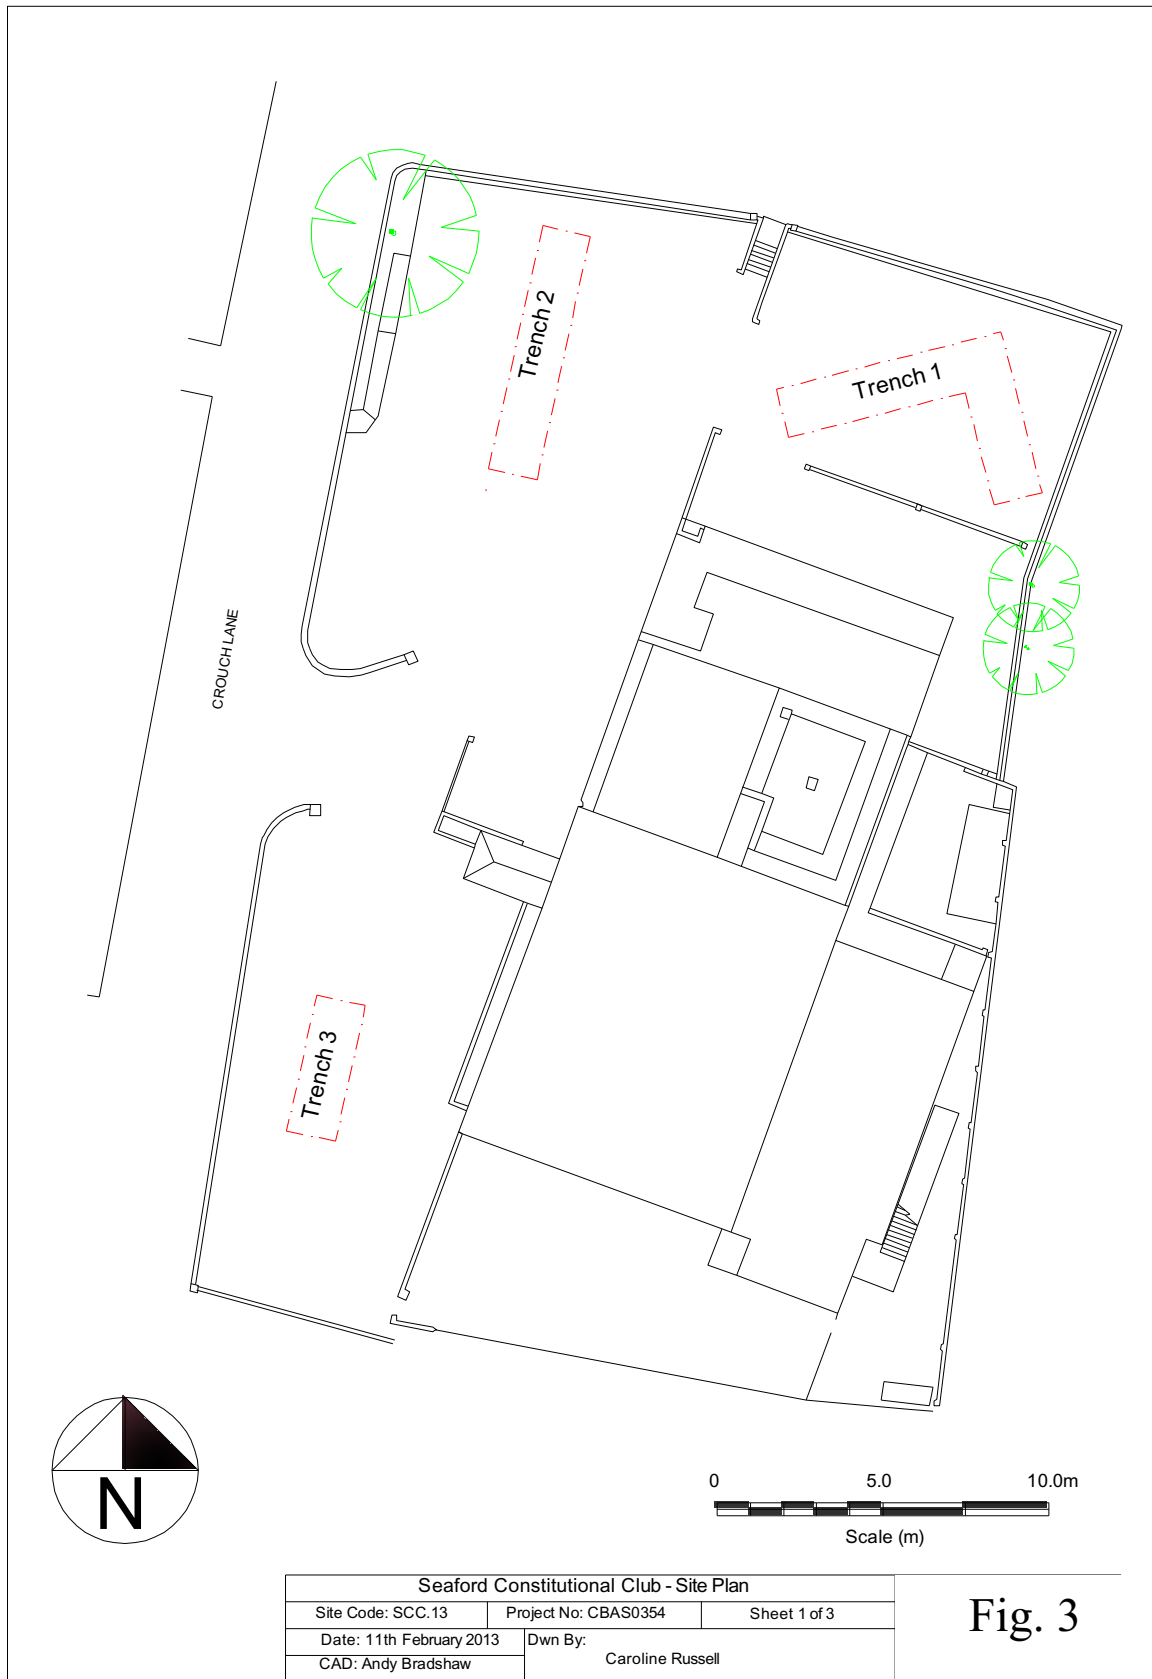 Trench 2
Trench 1
CROUCH LANE
Trench 3
N
0 5.0 10.0m
Scale (m)
Seaford Constitutional Club - Site Plan
Site Code: SCC.13 Project No: CBAS0354 Sheet 1 of 3
Date: 11th February 2013 Dwn By:
CAD: Andy Bradshaw Caroline Russell
Fig. 3